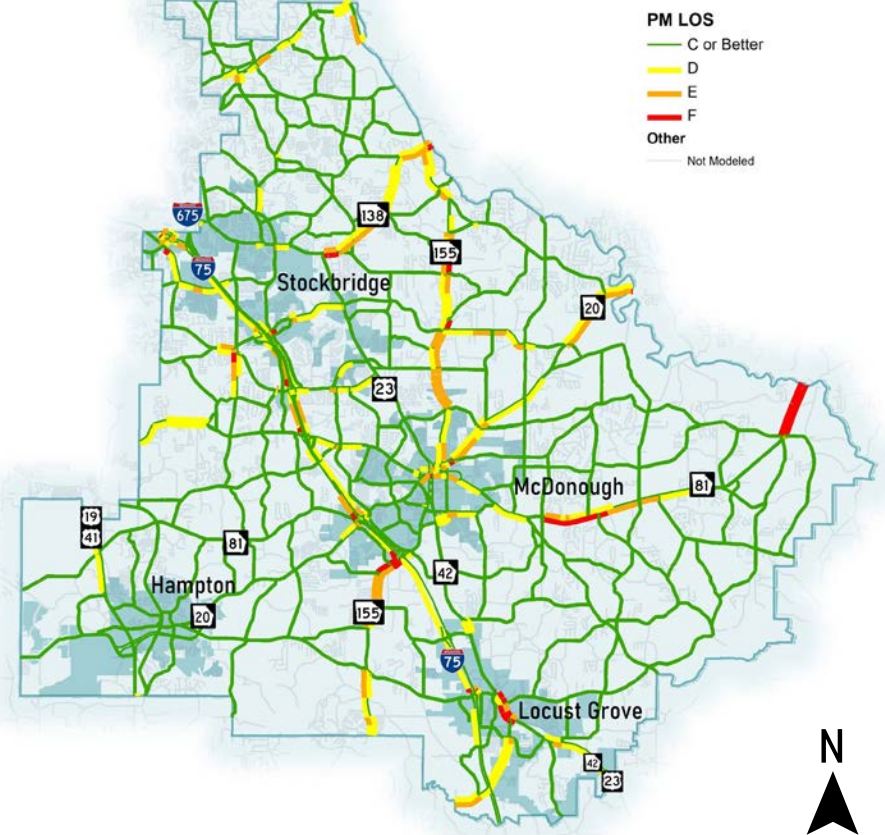 PM LOS
C or Better
D
E
F
Other
Not Modeled
675
138
155
75
Stockbridge
20
23
McDonough
81
19
41
81
42
Hampton
20
155
75
Locust Grove
42
23
N